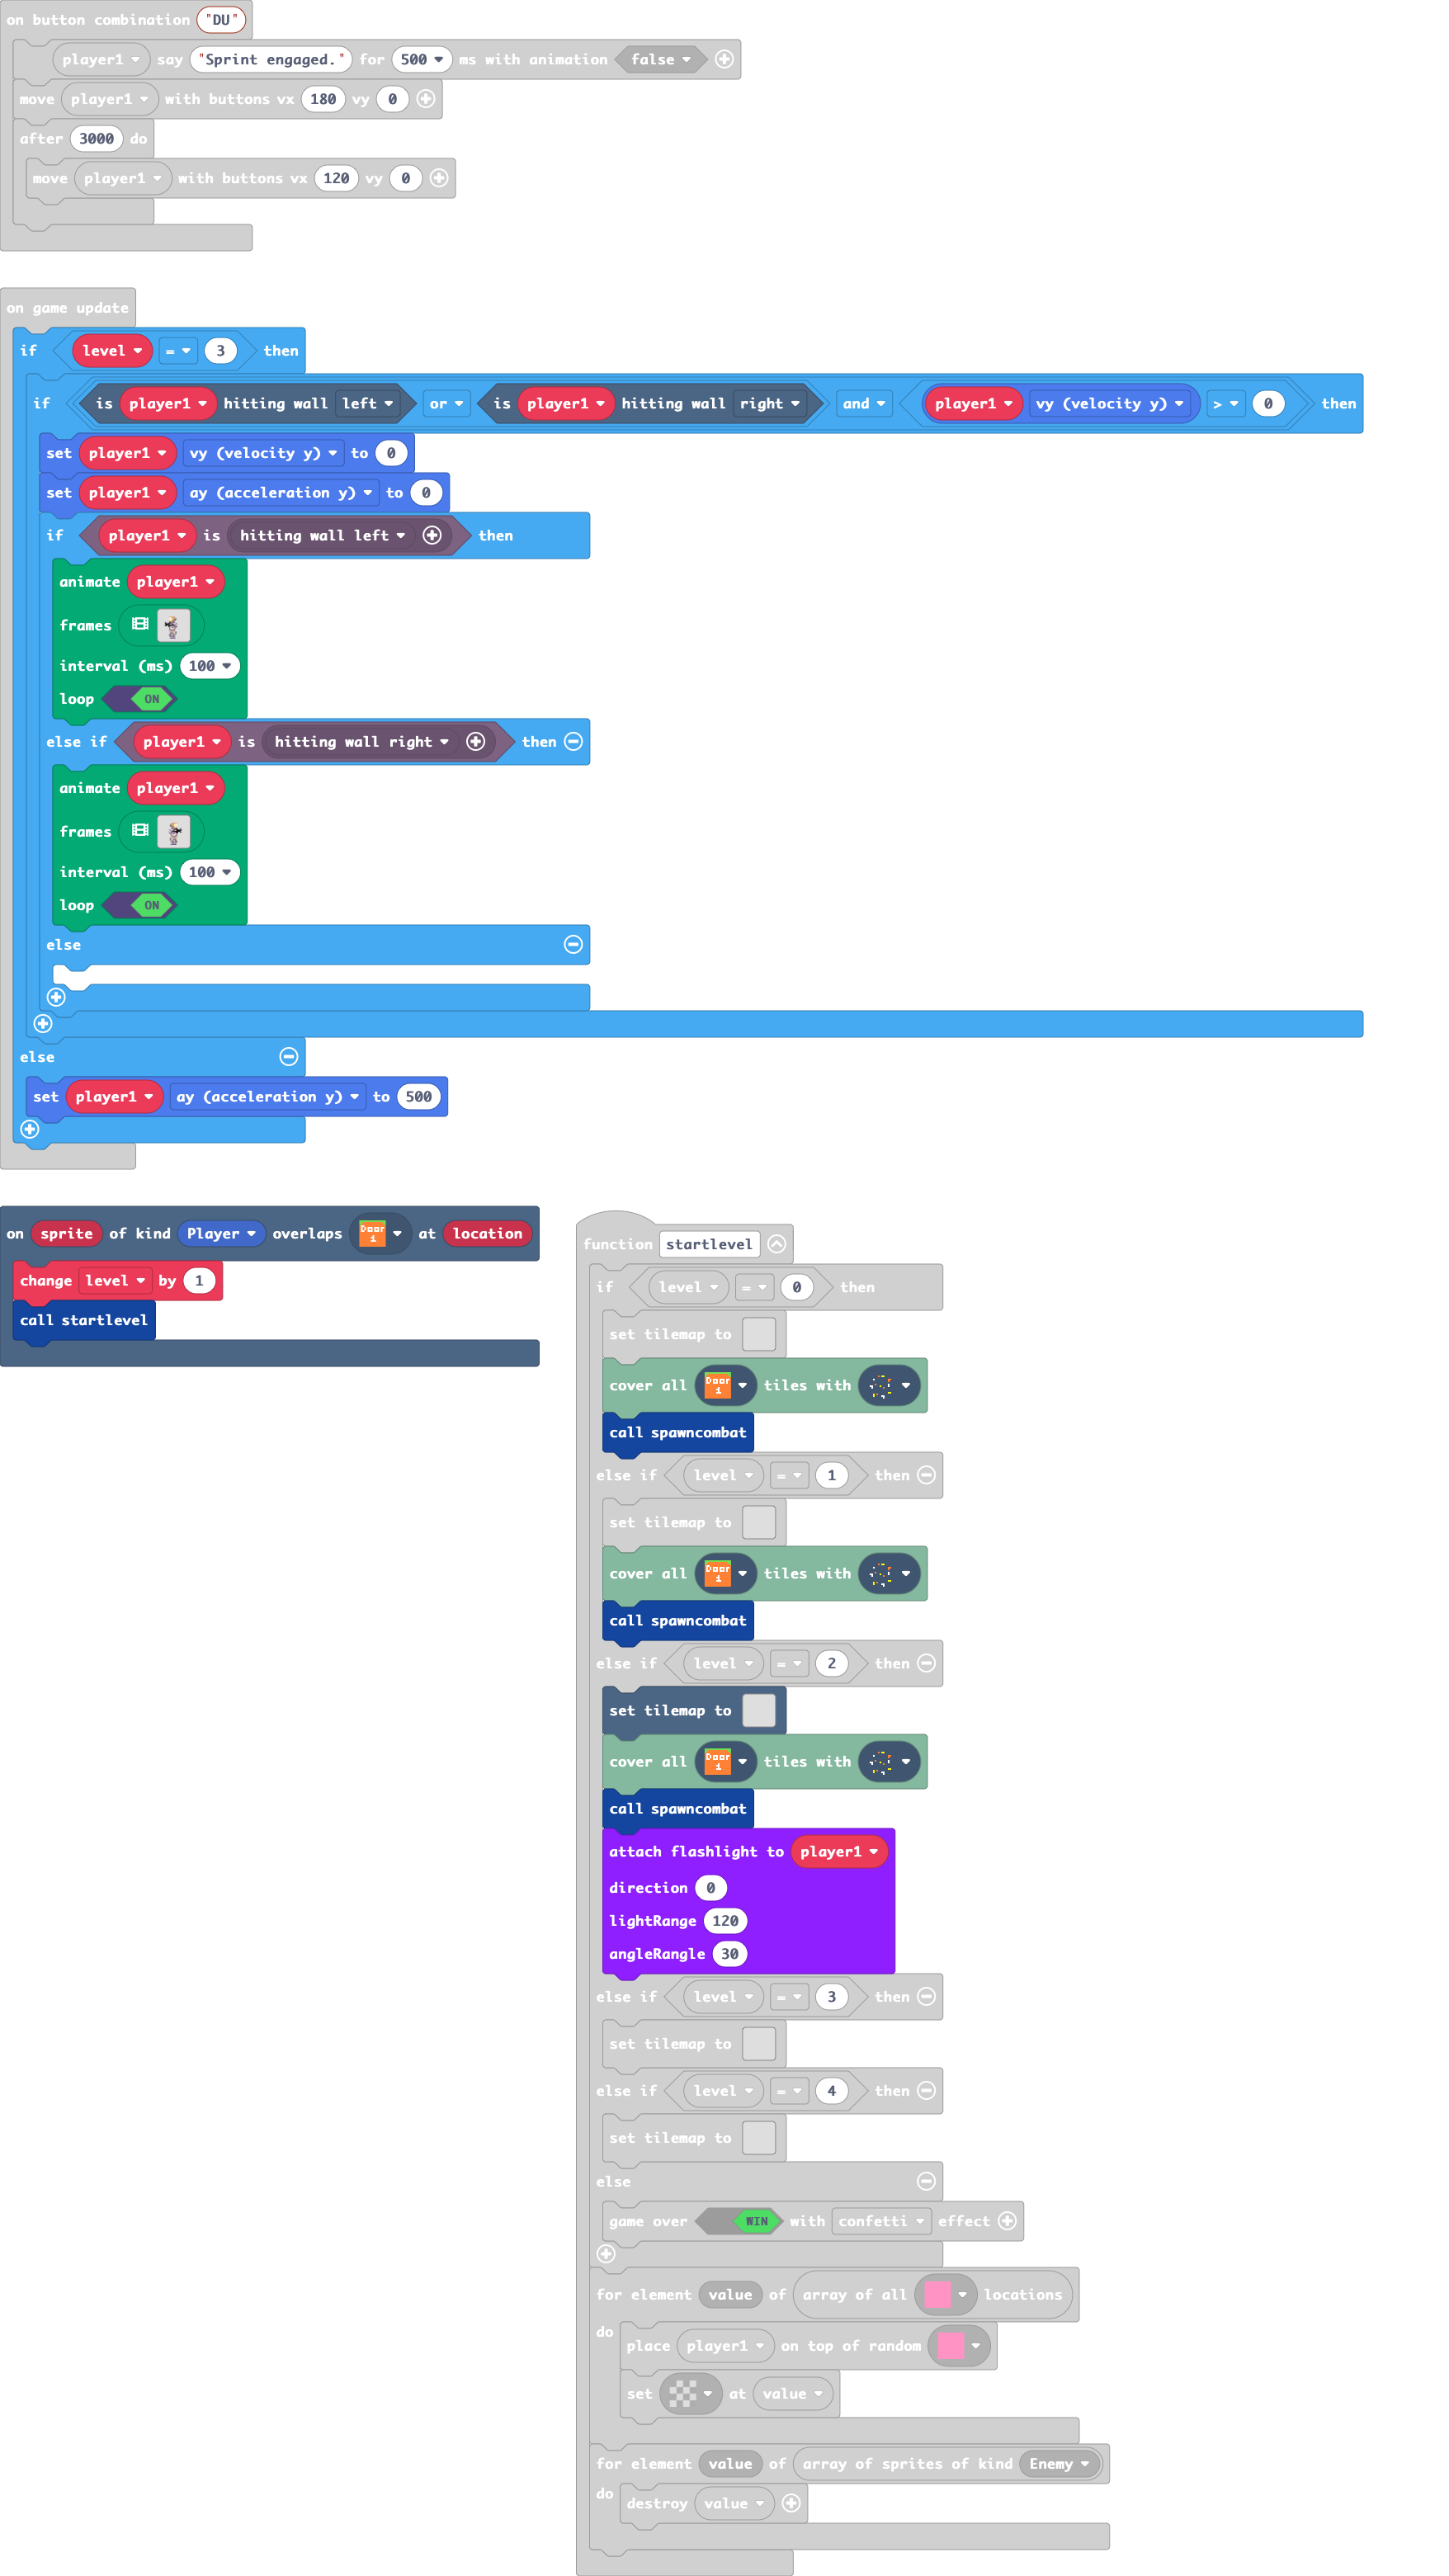 on button combination "DU"
player1 say "Sprint engaged." for 500 ms with animation false
move player1 with buttons vx 180 vy 0
after 3000 do
move player1 with buttons vx 120 vy 0
on game update
if level = 3 then
if is player1 hitting wall left or is player1 hitting wall right and player1 vy (velocity y) > 0 then
set player1 vy (velocity y) to 0
set player1 ay (acceleration y) to 0
if player1 is hitting wall left then
animate player1
frames
interval (ms) 100
loop ON
else if player1 is hitting wall right then
animate player1
frames
interval (ms) 100
loop ON
else
else
set player1 ay (acceleration y) to 500
on sprite of kind Player overlaps Door 1 at location
change level by 1
call startlevel
function startlevel
if level = 0 then
set tilemap to
cover all Door 1 tiles with
call spawncombat
else if level = 1 then
set tilemap to
cover all Door 1 tiles with
call spawncombat
else if level = 2 then
set tilemap to
cover all Door 1 tiles with
call spawncombat
attach flashlight to player1
direction 0
lightRange 120
angleRangle 30
else if level = 3 then
set tilemap to
else if level = 4 then
set tilemap to
else
game over WIN with confetti effect
for element value of array of all locations
do
place player1 on top of random
set at value
for element value of array of sprites of kind Enemy
do
destroy value